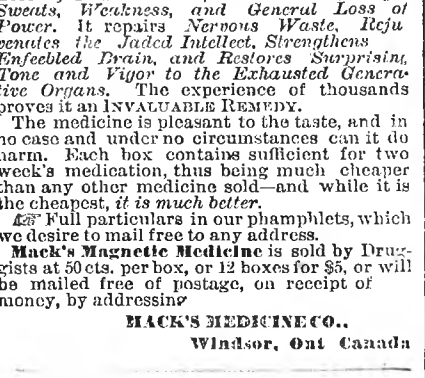 Sweats, Weakness, and General Loss of
Power. It repairs Nervous Waste, Reju
venates the Jaded Intellect, Strengthens
Enfeebled Brain, and Restores Surprising
Tone and Vigor to the Exhausted Genera-
tive Organs. The experience of thousands
proves it an INVALUABLE REMEDY.
The medicine is pleasant to the taste, and in
no case and under no circumstances can it do
harm. Each box contains sufficient for two
week's medication, thus being much cheaper
than any other medicine sold—and while it is
the cheapest, it is much better.
☞ Full particulars in our phamphlets, which
we desire to mail free to any address.
Mack's Magnetic Medicine is sold by Drug-
gists at 50 cts. per box, or 12 boxes for $5, or will
be mailed free of postage, on receipt of
money, by addressing
MACK'S MEDICINE CO.,
Windsor, Ont Canada